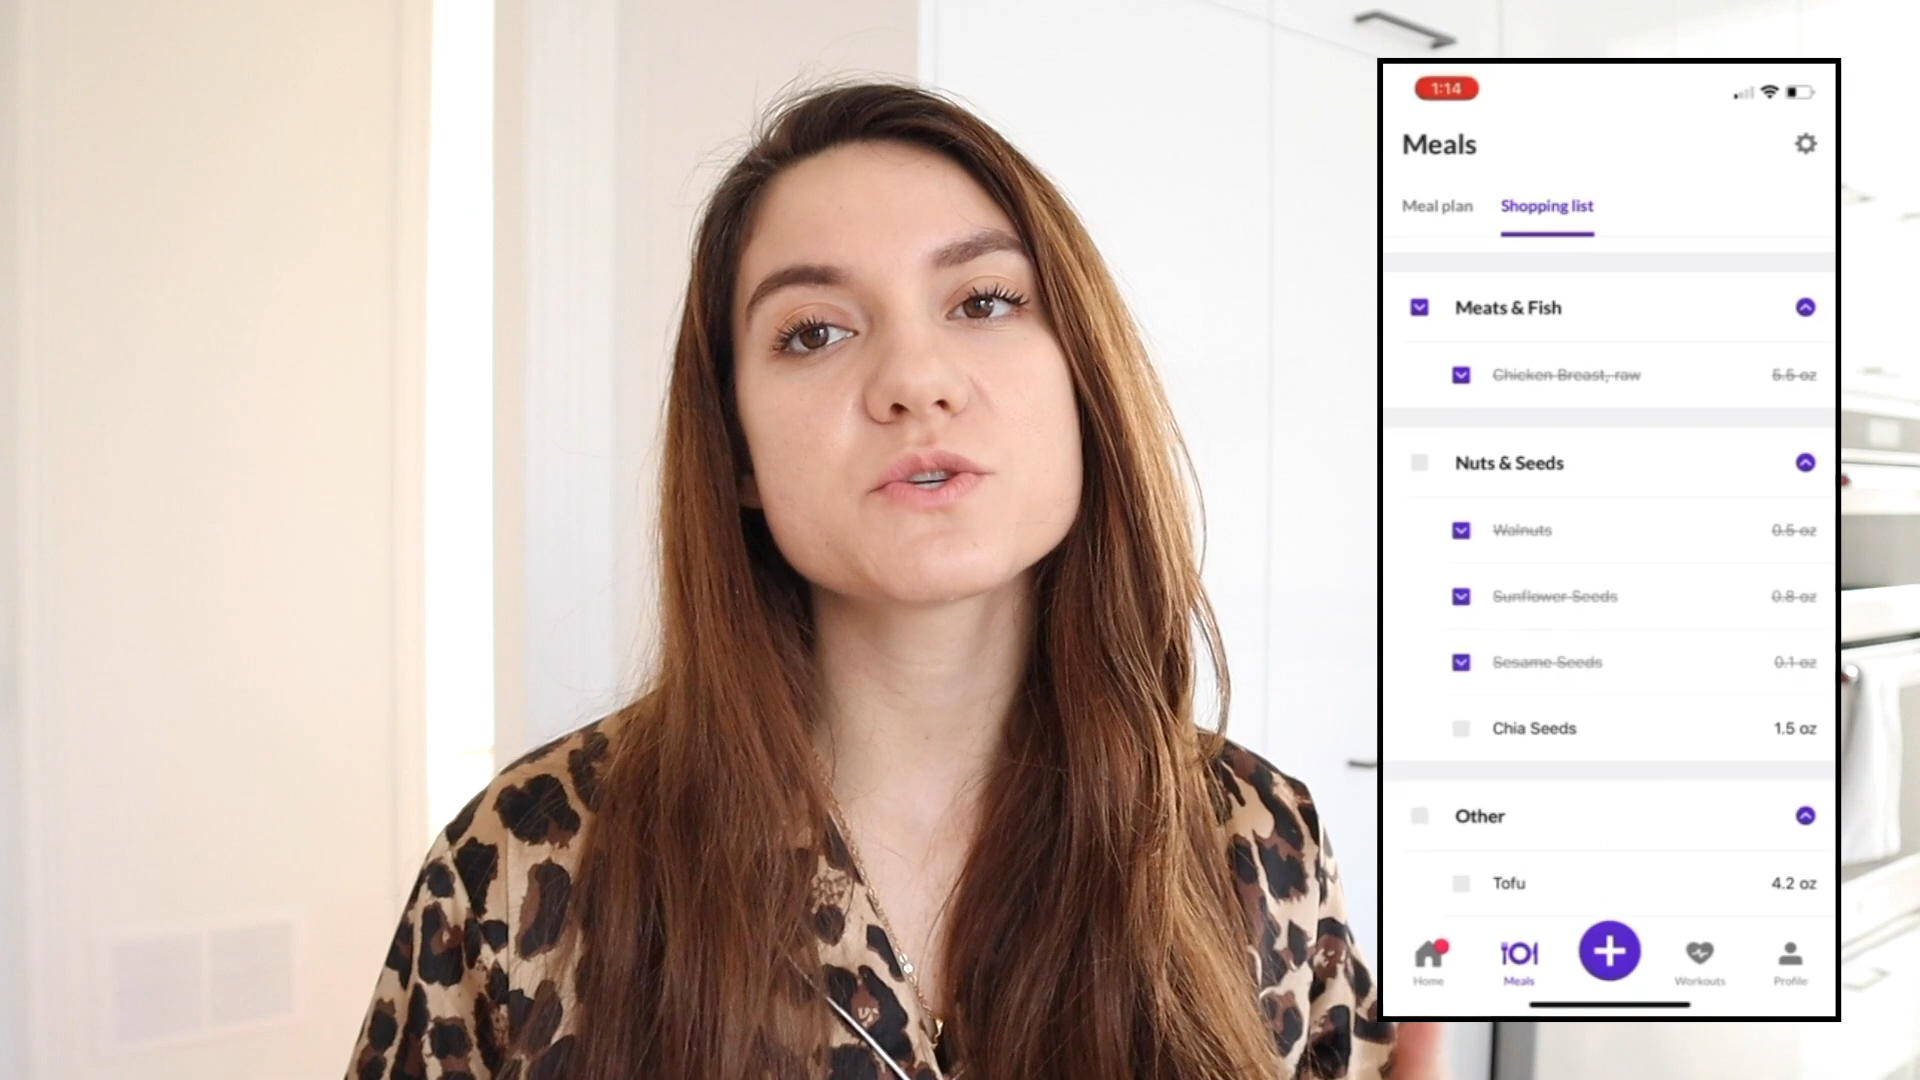 1:14
Meals
Meal plan Shopping list
Meats & Fish
Chicken Breast, raw 5.5 oz
Nuts & Seeds
Walnuts 0.5 oz
Sunflower Seeds 0.8 oz
Sesame Seeds 0.1 oz
Chia Seeds 1.5 oz
Other
Tofu 4.2 oz
Home Meals Workouts Profile